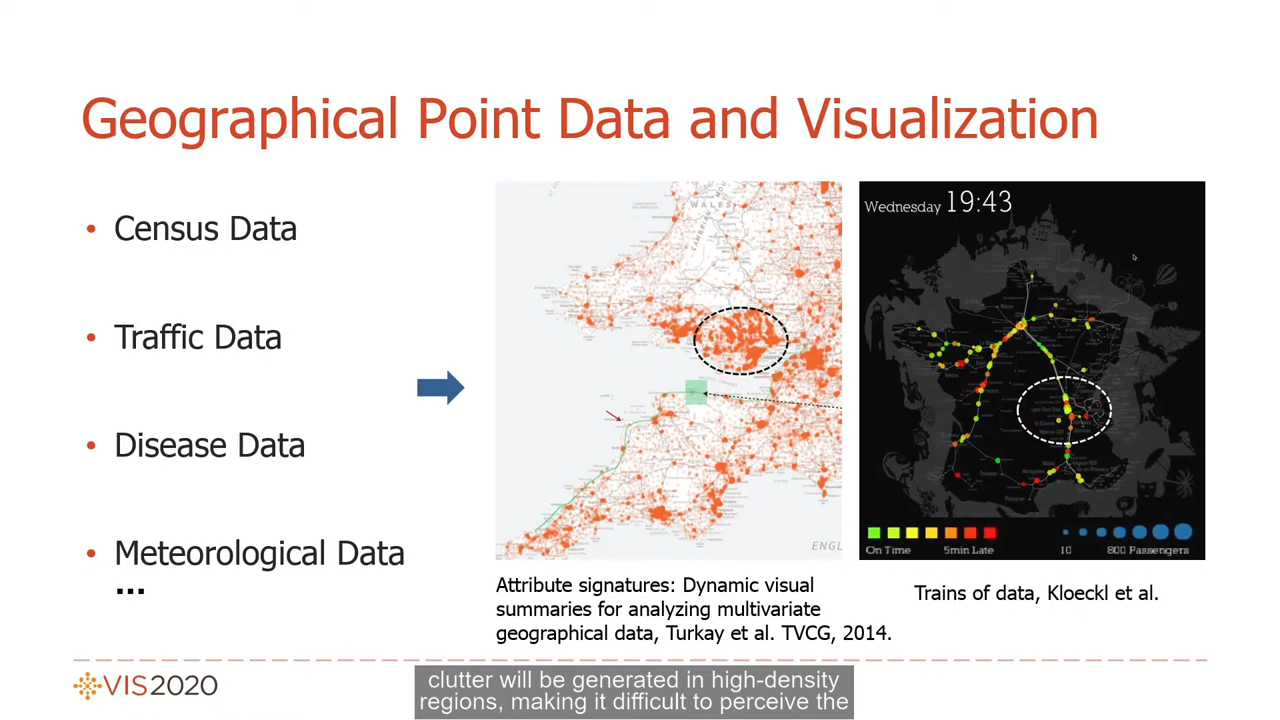 Geographical Point Data and Visualization
• Census Data
• Traffic Data
• Disease Data
• Meteorological Data
...
WALES
CAMBRIAN
ENGL
Attribute signatures: Dynamic visual
summaries for analyzing multivariate
geographical data, Turkay et al. TVCG, 2014.
Wednesday 19:43
On Time 5min Late 10 800 Passengers
Trains of data, Kloeckl et al.
VIS2020
clutter will be generated in high-density
regions, making it difficult to perceive the